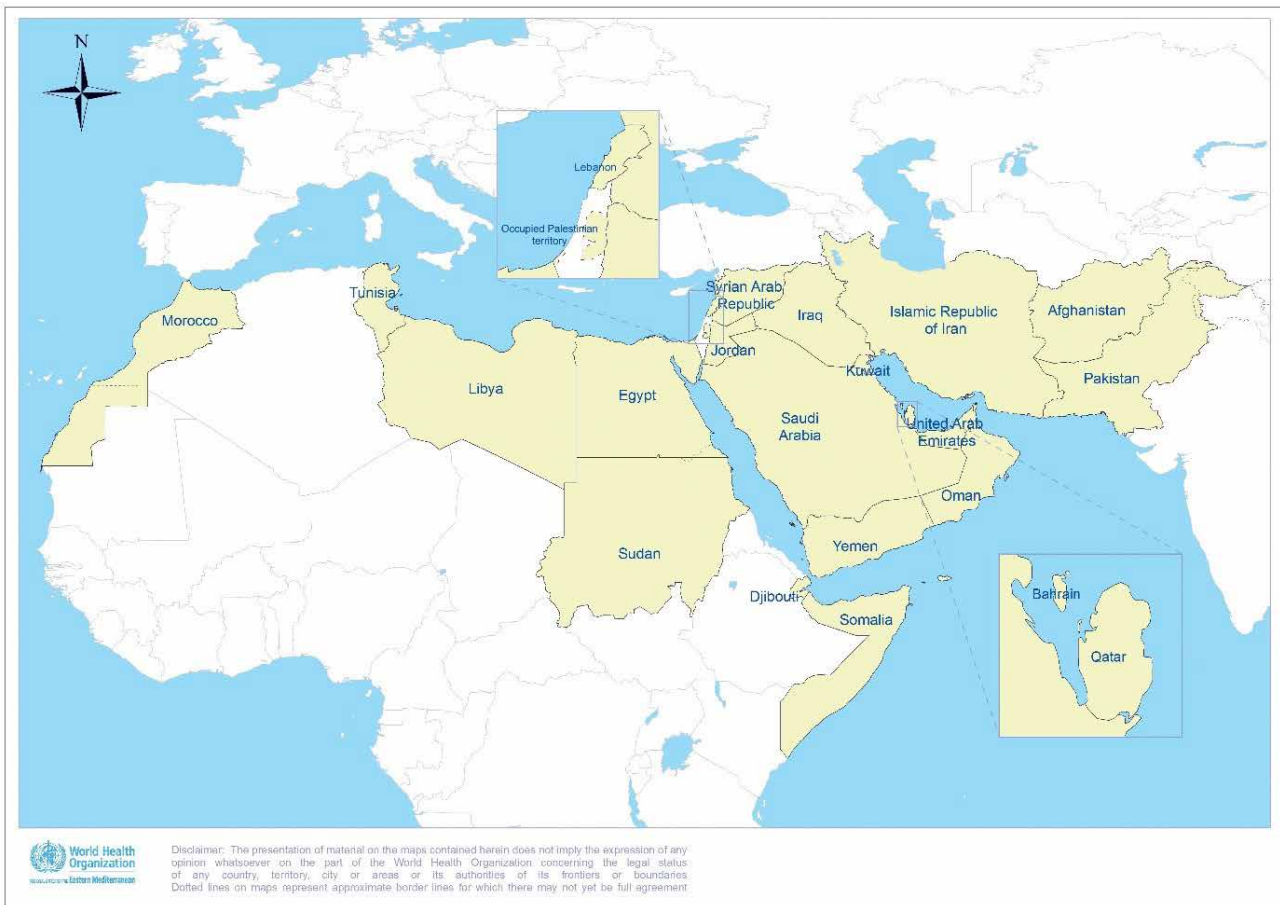 N
Lebanon
Occupied Palestinian
territory
Tunisia
Morocco
Syrian Arab
Republic
Iraq
Islamic Republic
of Iran
Afghanistan
Jordan
Libya
Egypt
Kuwait
Pakistan
Saudi
Arabia
United Arab
Emirates
Oman
Yemen
Sudan
Djibouti
Somalia
Bahrain
Qatar
World Health
Organization
Eastern Mediterranean
Disclaimer: The presentation of material on the maps contained herein does not imply the expression of any
opinion whatsoever on the part of the World Health Organization concerning the legal status
of any country, territory, city or areas or its authorities of its frontiers or boundaries
Dotted lines on maps represent approximate border lines for which there may not yet be full agreement